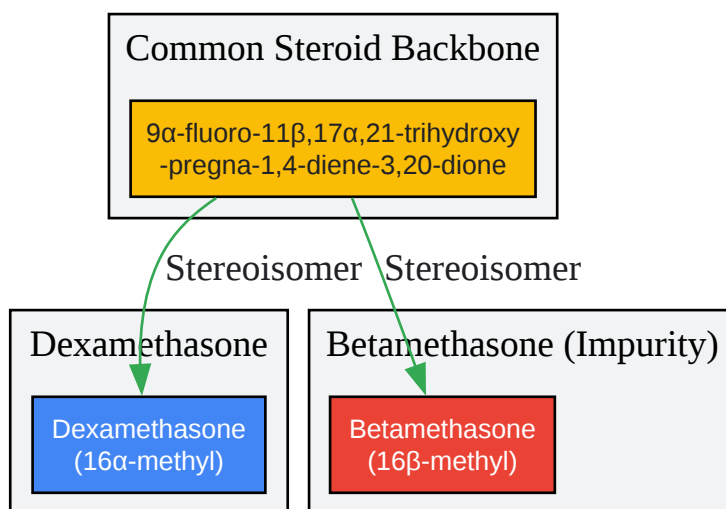 Common Steroid Backbone
9α-fluoro-11β,17α,21-trihydroxy
-pregna-1,4-diene-3,20-dione
Stereoisomer
Stereoisomer
Dexamethasone
Betamethasone (Impurity)
Dexamethasone
(16α-methyl)
Betamethasone
(16β-methyl)